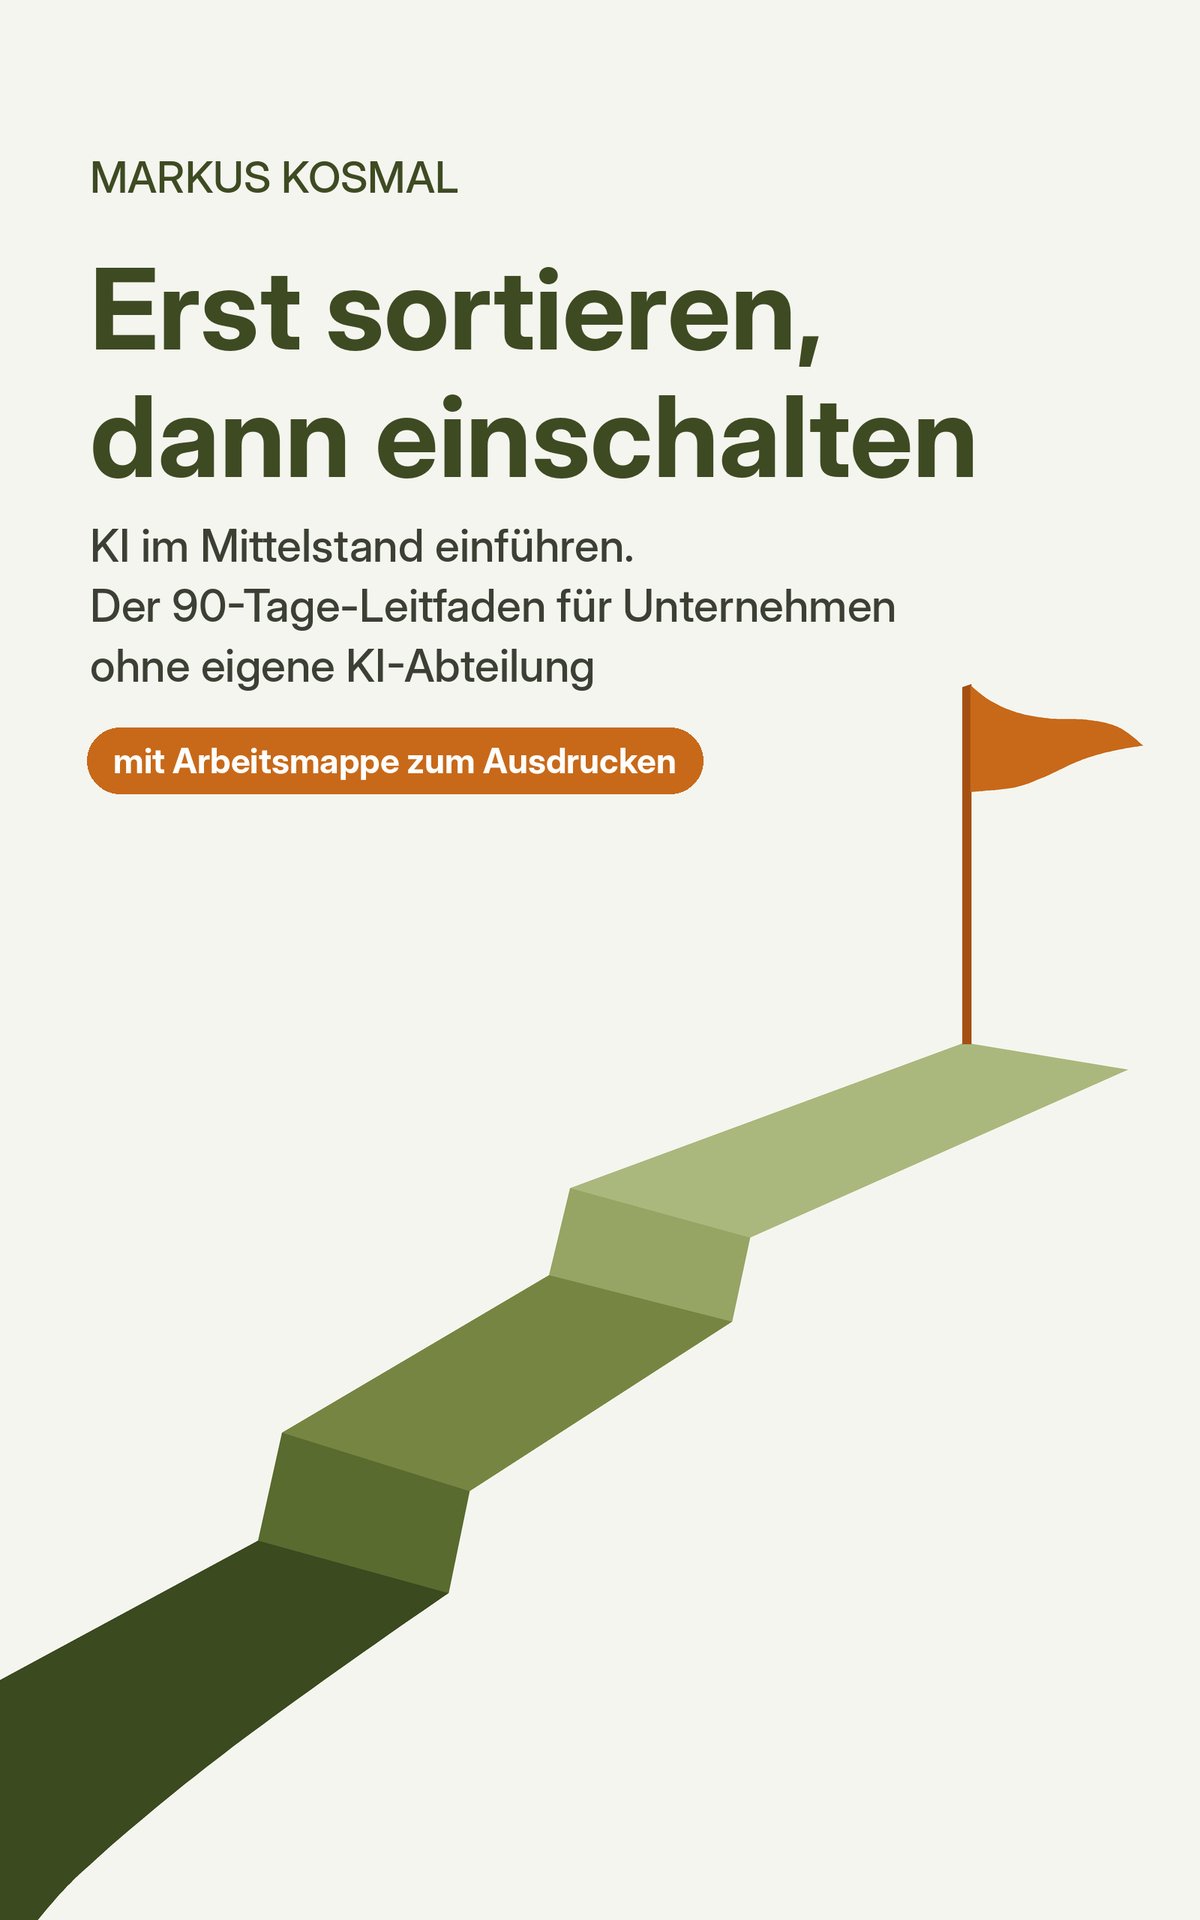 MARKUS KOSMAL
Erst sortieren,
dann einschalten
KI im Mittelstand einführen.
Der 90-Tage-Leitfaden für Unternehmen
ohne eigene KI-Abteilung
mit Arbeitsmappe zum Ausdrucken